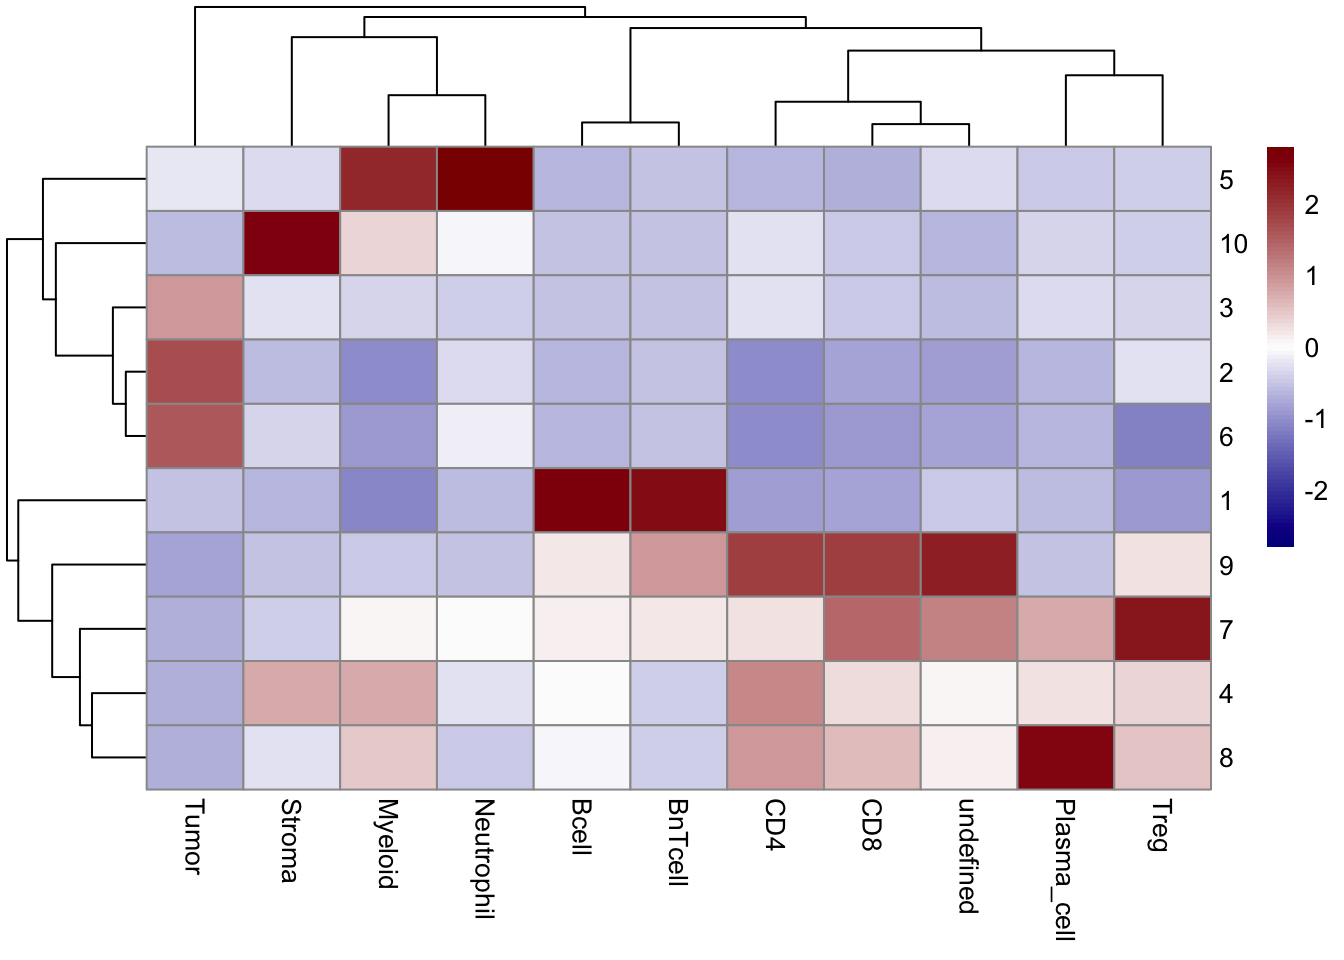 5
10
3
2
6
1
9
7
4
8
2
1
0
-1
-2
Tumor
Stroma
Myeloid
Neutrophil
Bcell
BnTcell
CD4
CD8
undefined
Plasma_cell
Treg